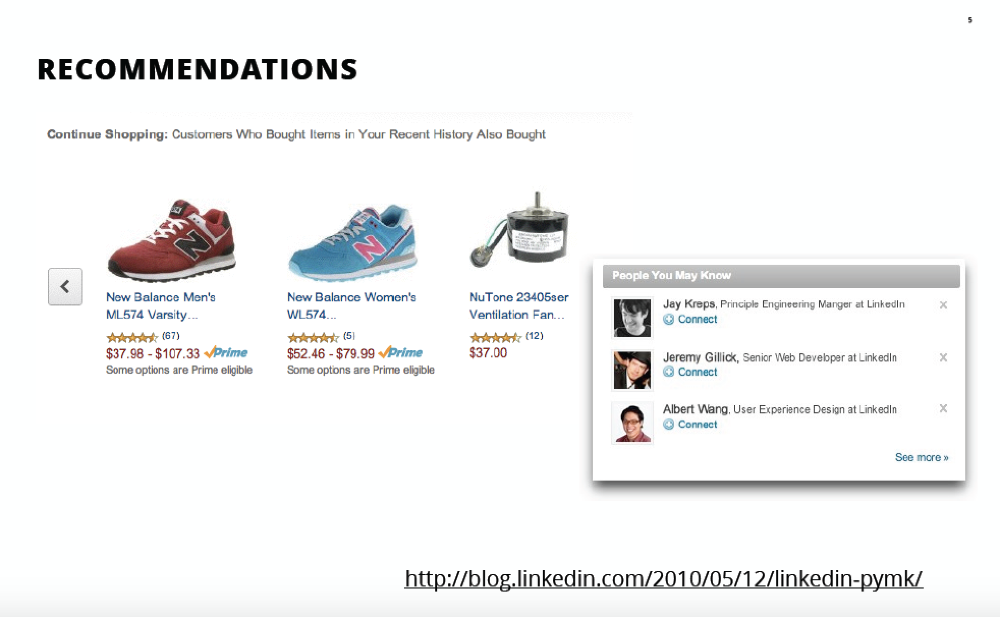 5
RECOMMENDATIONS
Continue Shopping: Customers Who Bought Items in Your Recent History Also Bought
New Balance Men's
ML574 Varsity...
(67)
$37.98 - $107.33 Prime
Some options are Prime eligible
New Balance Women's
WL574...
(5)
$52.46 - $79.99 Prime
Some options are Prime eligible
NuTone 23405ser
Ventilation Fan...
(12)
$37.00
People You May Know
Jay Kreps, Principle Engineering Manger at LinkedIn
Connect
Jeremy Gillick, Senior Web Developer at LinkedIn
Connect
Albert Wang, User Experience Design at LinkedIn
Connect
See more »
http://blog.linkedin.com/2010/05/12/linkedin-pymk/